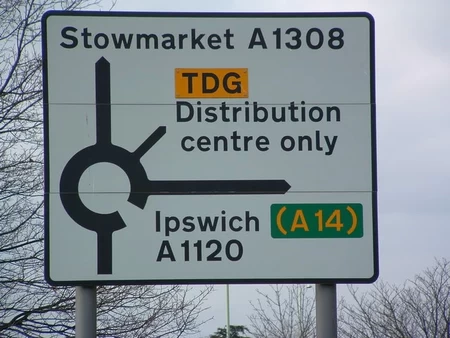 Stowmarket A1308
TDG
Distribution
centre only
Ipswich (A14)
A1120